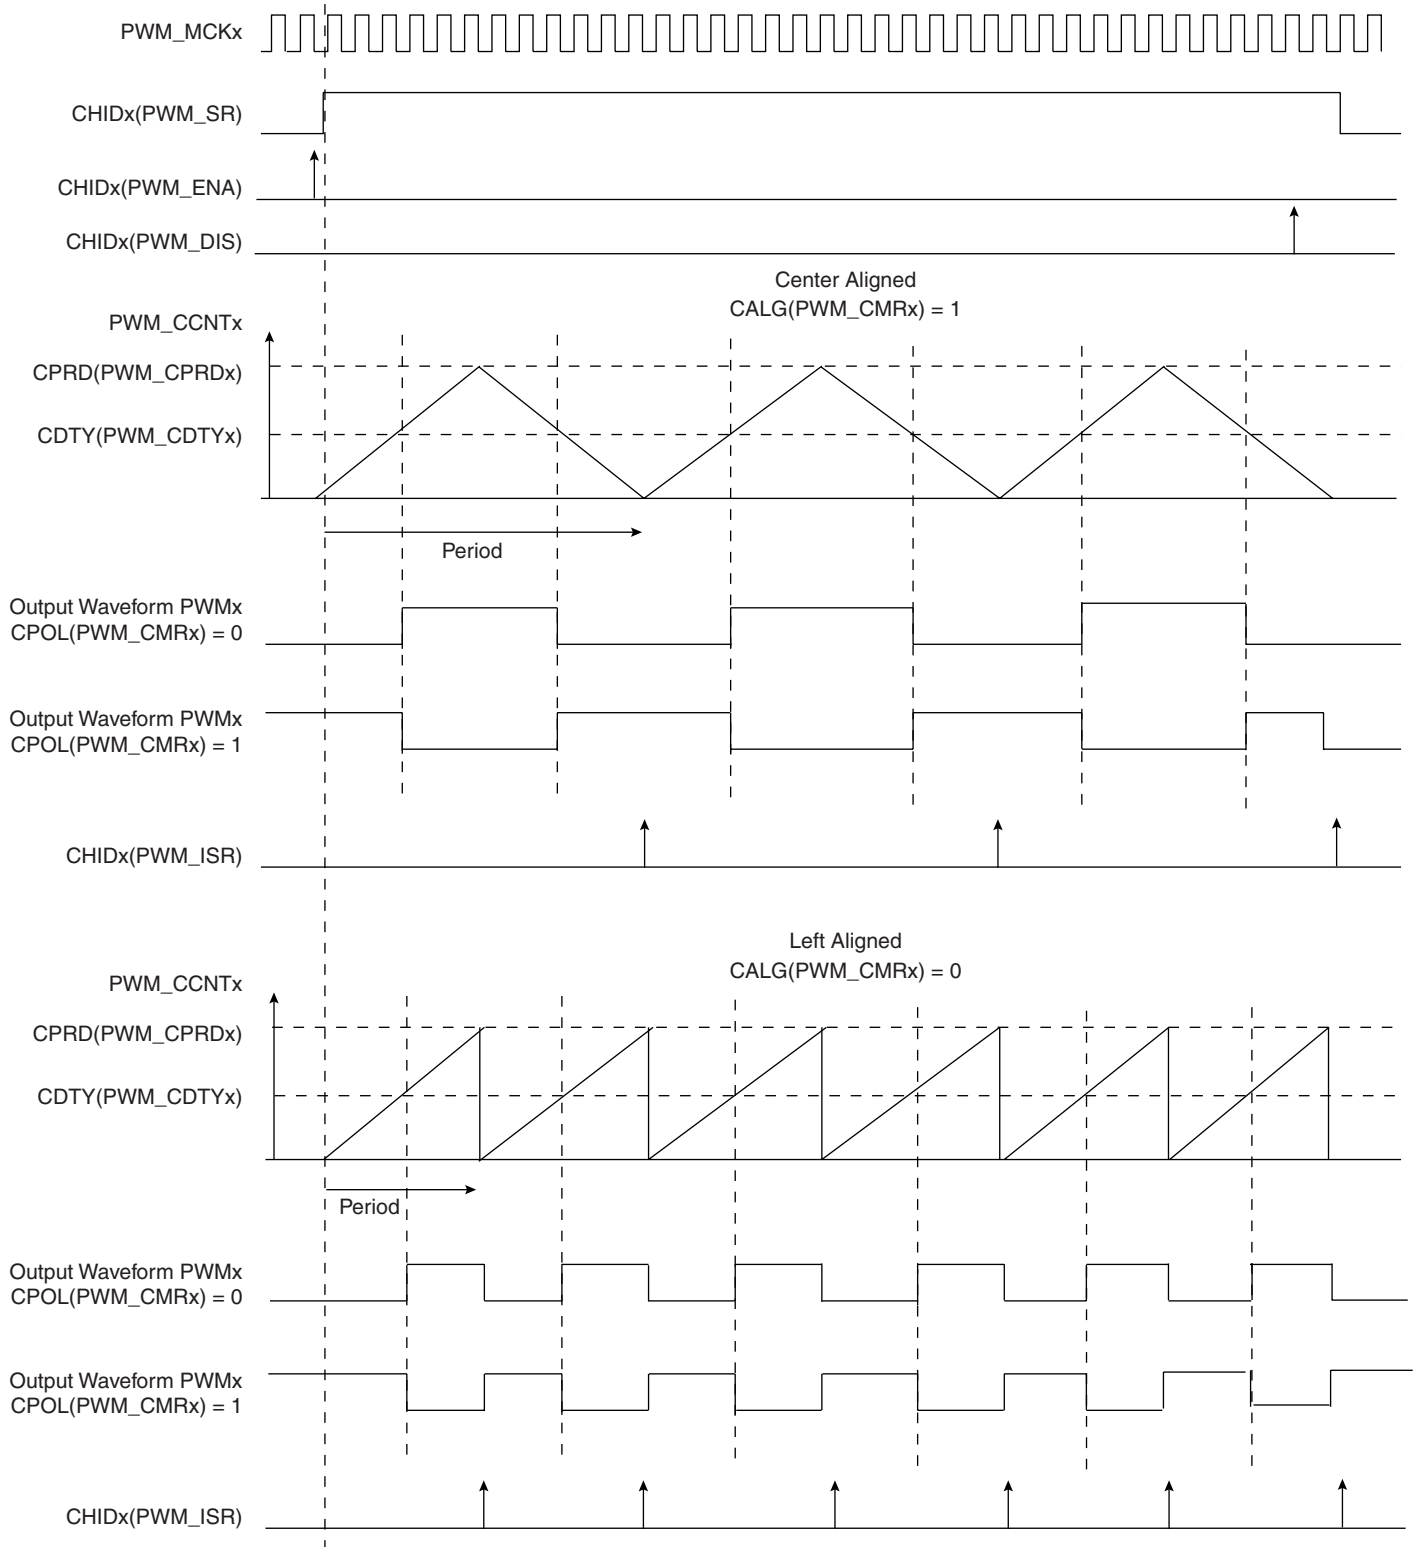 PWM_MCKx
CHIDx(PWM_SR)
CHIDx(PWM_ENA)
CHIDx(PWM_DIS)
Center Aligned
CALG(PWM_CMRx) = 1
PWM_CCNTx
CPRD(PWM_CPRDx)
CDTY(PWM_CDTYx)
Period
Output Waveform PWMx
CPOL(PWM_CMRx) = 0
Output Waveform PWMx
CPOL(PWM_CMRx) = 1
CHIDx(PWM_ISR)
Left Aligned
CALG(PWM_CMRx) = 0
PWM_CCNTx
CPRD(PWM_CPRDx)
CDTY(PWM_CDTYx)
Period
Output Waveform PWMx
CPOL(PWM_CMRx) = 0
Output Waveform PWMx
CPOL(PWM_CMRx) = 1
CHIDx(PWM_ISR)